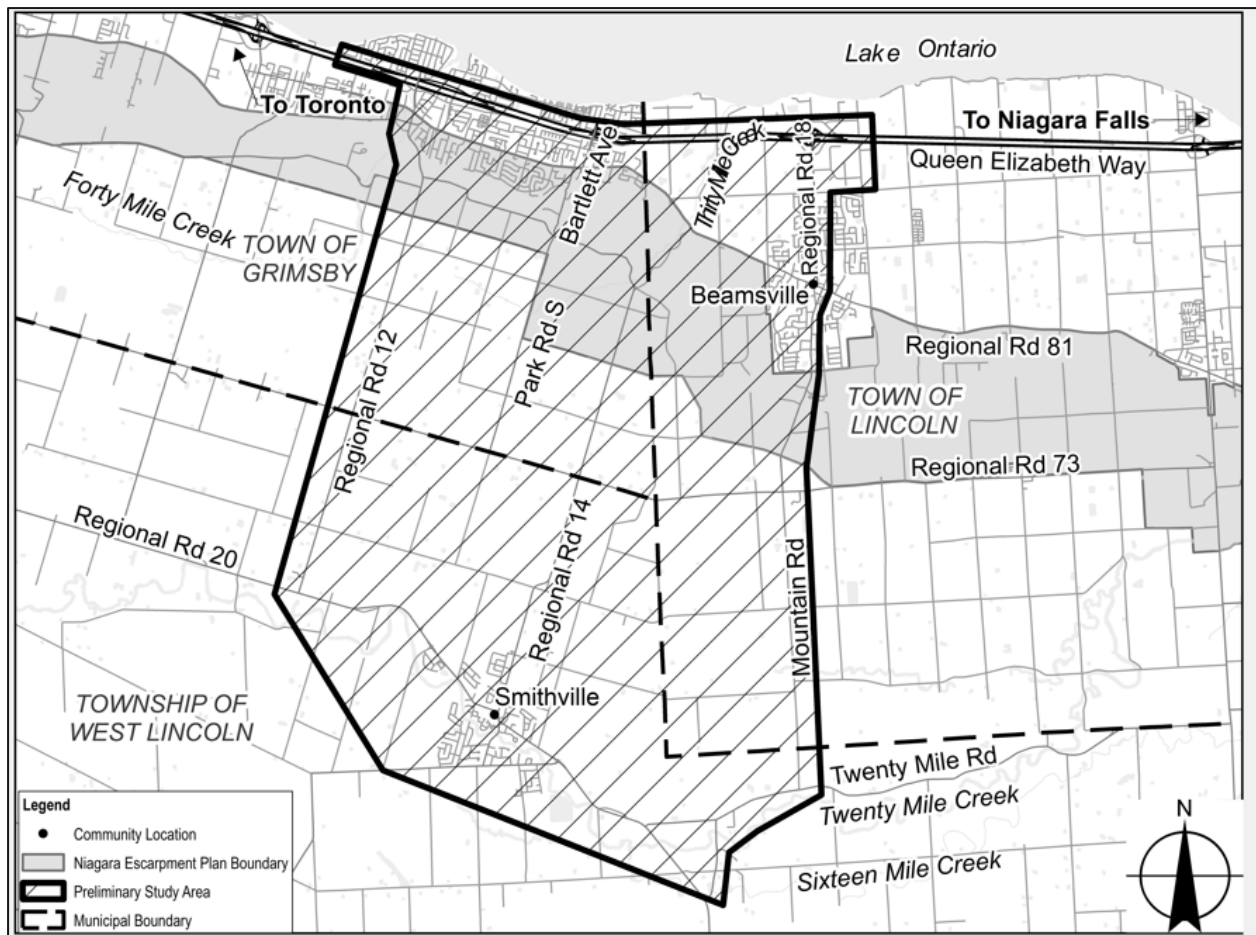 Lake Ontario
To Toronto
To Niagara Falls
Queen Elizabeth Way
Bartlett Ave
Thirty Mile Creek
Regional Rd 18
Forty Mile Creek
TOWN OF
GRIMSBY
Beamsville
Park Rd S
Regional Rd 12
Regional Rd 81
TOWN OF
LINCOLN
Regional Rd 73
Regional Rd 20
Regional Rd 14
Mountain Rd
Smithville
TOWNSHIP OF
WEST LINCOLN
Twenty Mile Rd
Twenty Mile Creek
Sixteen Mile Creek
Legend
Community Location
Niagara Escarpment Plan Boundary
Preliminary Study Area
Municipal Boundary
N